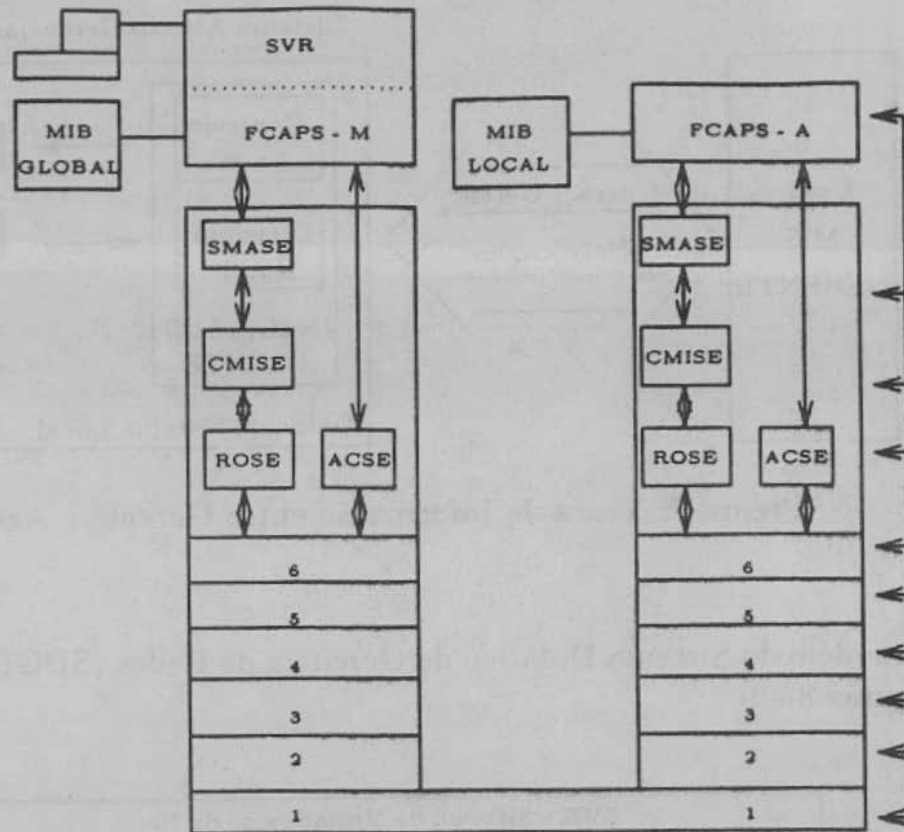 SVR
FCAPS - M
MIB
GLOBAL
SMASE
CMISE
ROSE
ACSE
6
5
4
3
2
1
MIB
LOCAL
FCAPS - A
SMASE
CMISE
ROSE
ACSE
6
5
4
3
2
1